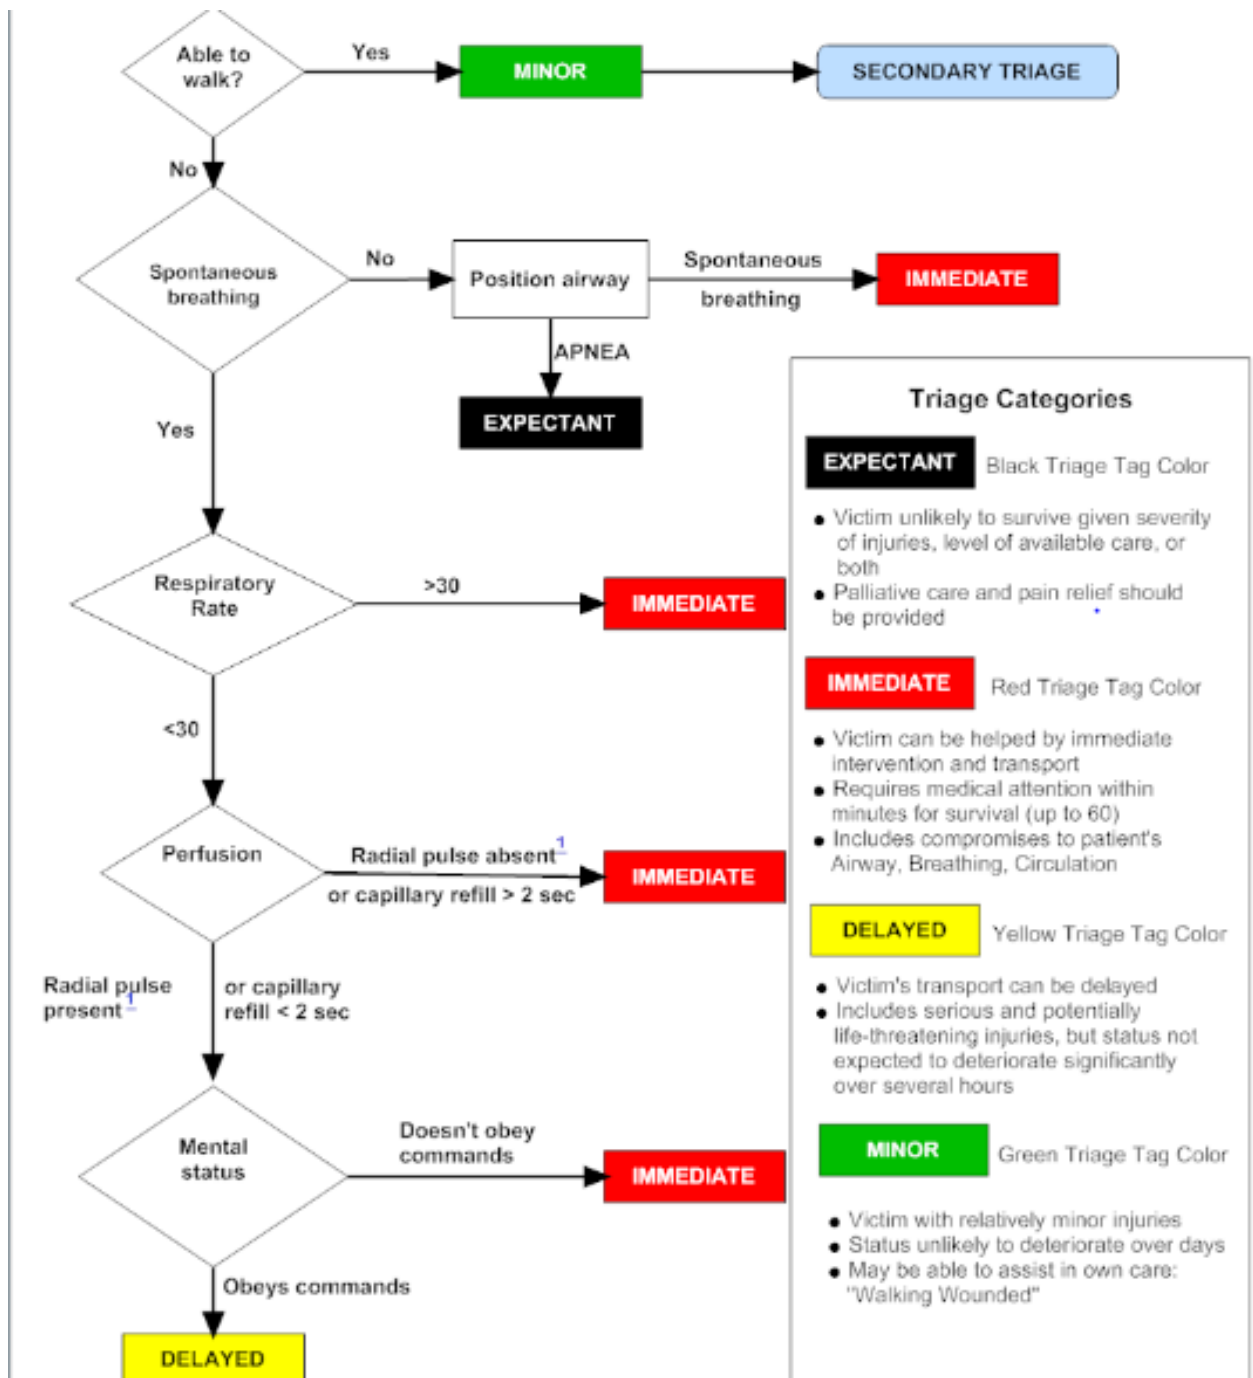 Able to
walk?
Yes
MINOR
SECONDARY TRIAGE
No
Spontaneous
breathing
No
Position airway
Spontaneous
breathing
IMMEDIATE
APNEA
EXPECTANT
Yes
Respiratory
Rate
>30
IMMEDIATE
<30
Perfusion
Radial pulse absent1
or capillary refill > 2 sec
IMMEDIATE
Radial pulse
present 1
or capillary
refill < 2 sec
Mental
status
Doesn't obey
commands
IMMEDIATE
Obeys commands
DELAYED
Triage Categories
EXPECTANT Black Triage Tag Color
● Victim unlikely to survive given severity
of injuries, level of available care, or
both
● Palliative care and pain relief should
be provided
IMMEDIATE Red Triage Tag Color
● Victim can be helped by immediate
intervention and transport
● Requires medical attention within
minutes for survival (up to 60)
● Includes compromises to patient's
Airway, Breathing, Circulation
DELAYED Yellow Triage Tag Color
● Victim's transport can be delayed
● Includes serious and potentially
life-threatening injuries, but status not
expected to deteriorate significantly
over several hours
MINOR Green Triage Tag Color
● Victim with relatively minor injuries
● Status unlikely to deteriorate over days
● May be able to assist in own care:
"Walking Wounded"